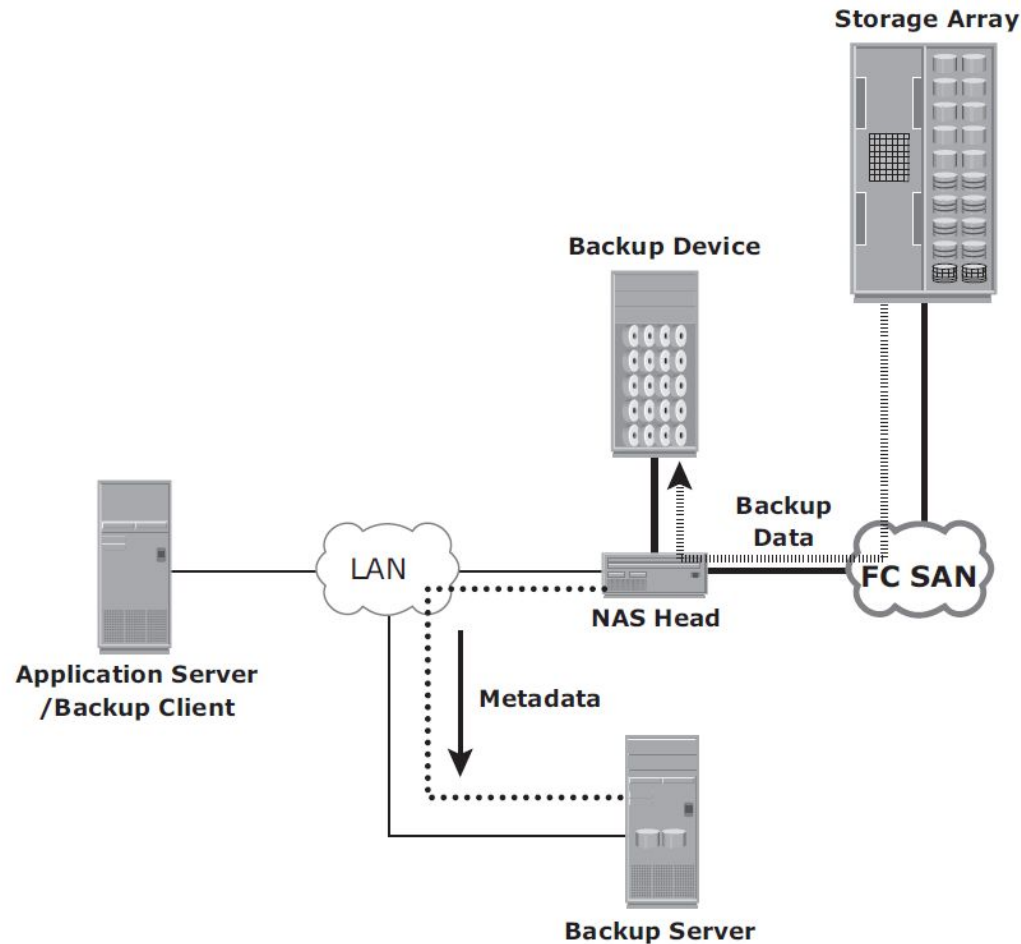 Storage Array
Backup Device
Backup
Data
LAN
FC SAN
NAS Head
Application Server
/Backup Client
Metadata
Backup Server